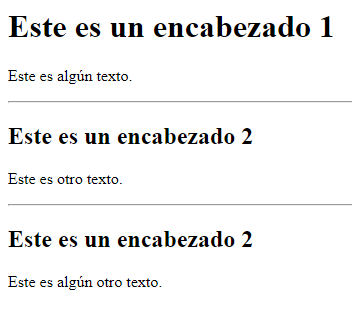 Este es un encabezado 1
Este es algún texto.
Este es un encabezado 2
Este es otro texto.
Este es un encabezado 2
Este es algún otro texto.